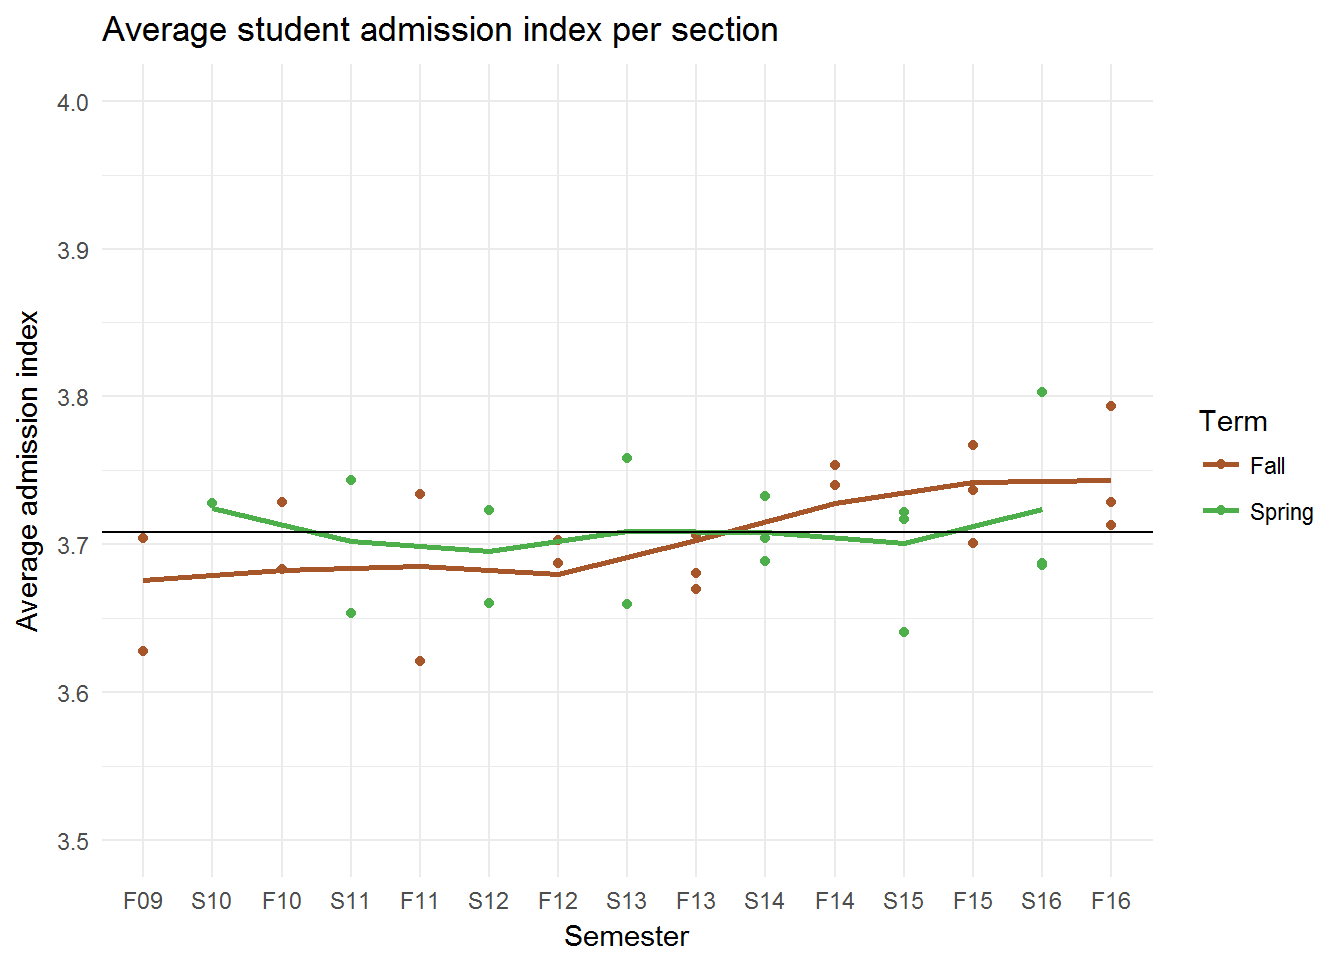 Average student admission index per section
Average admission index
4.0
3.9
3.8
3.7
3.6
3.5
F09 S10 F10 S11 F11 S12 F12 S13 F13 S14 F14 S15 F15 S16 F16
Semester
Term
Fall
Spring